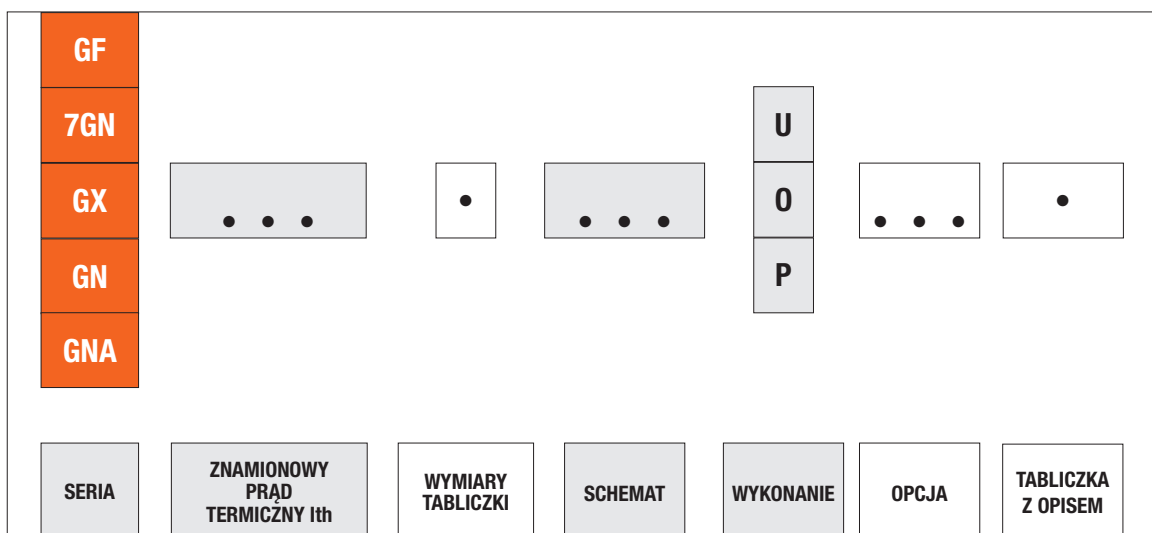 GF
7GN
GX
GN
GNA
• • •
•
• • •
U
O
P
• • •
•
SERIA
ZNAMIONOWY
PRĄD
TERMICZNY Ith
WYMIARY
TABLICZKI
SCHEMAT
WYKONANIE
OPCJA
TABLICZKA
Z OPISEM